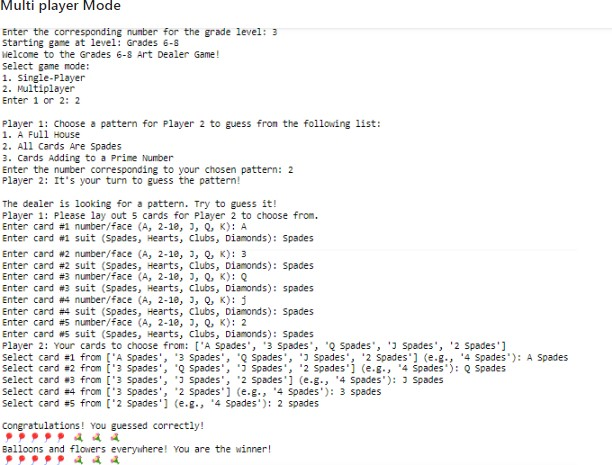 Multi player Mode
Enter the corresponding number for the grade level: 3
Starting game at level: Grades 6-8
Welcome to the Grades 6-8 Art Dealer Game!
Select game mode:
1. Single-Player
2. Multiplayer
Enter 1 or 2: 2
Player 1: Choose a pattern for Player 2 to guess from the following list:
1. A Full House
2. All Cards Are Spades
3. Cards Adding to a Prime Number
Enter the number corresponding to your chosen pattern: 2
Player 2: It's your turn to guess the pattern!
The dealer is looking for a pattern. Try to guess it!
Player 1: Please lay out 5 cards for Player 2 to choose from.
Enter card #1 number/face (A, 2-10, J, Q, K): A
Enter card #1 suit (Spades, Hearts, Clubs, Diamonds): Spades
Enter card #2 number/face (A, 2-10, J, Q, K): 3
Enter card #2 suit (Spades, Hearts, Clubs, Diamonds): spades
Enter card #3 number/face (A, 2-10, J, Q, K): Q
Enter card #3 suit (Spades, Hearts, Clubs, Diamonds): Spades
Enter card #4 number/face (A, 2-10, J, Q, K): j
Enter card #4 suit (Spades, Hearts, Clubs, Diamonds): Spades
Enter card #5 number/face (A, 2-10, J, Q, K): 2
Enter card #5 suit (Spades, Hearts, Clubs, Diamonds): Spades
Player 2: Your cards to choose from: ['A Spades', '3 Spades', 'Q Spades', 'J Spades', '2 Spades']
Select card #1 from ['A Spades', '3 Spades', 'Q Spades', 'J Spades', '2 Spades'] (e.g., '4 Spades'): A Spades
Select card #2 from ['3 Spades', 'Q Spades', 'J Spades', '2 Spades'] (e.g., '4 Spades'): Q Spades
Select card #3 from ['3 Spades', 'J Spades', '2 Spades'] (e.g., '4 Spades'): J Spades
Select card #4 from ['3 Spades', '2 Spades'] (e.g., '4 Spades'): 3 spades
Select card #5 from ['2 Spades'] (e.g., '4 Spades'): 2 spades
Congratulations! You guessed correctly!
🎈🎈🎈🎈🎈 💐 💐 💐
Balloons and flowers everywhere! You are the winner!
🎈🎈🎈🎈🎈 💐 💐 💐